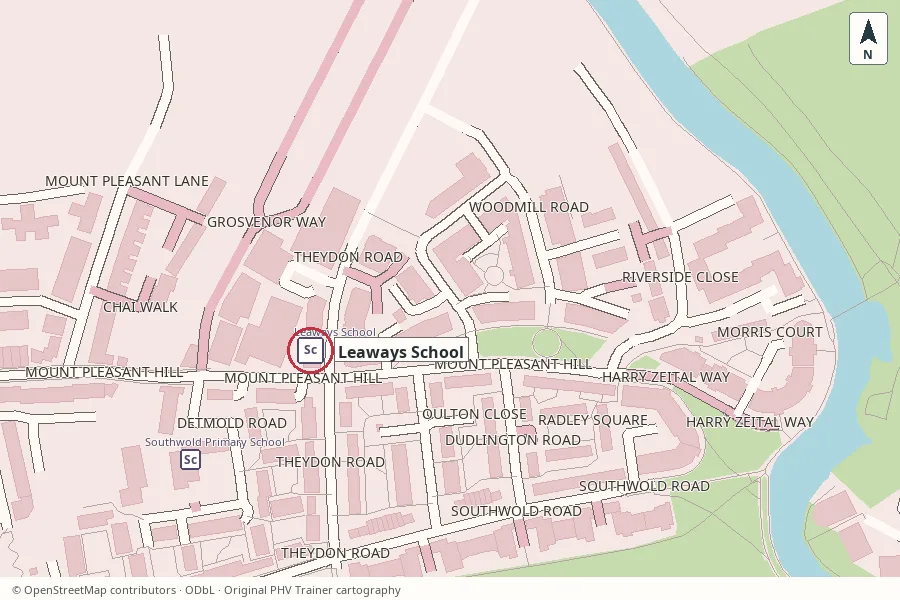 N
MOUNT PLEASANT LANE
WOODMILL ROAD
GROSVENOR WAY
THEYDON ROAD
RIVERSIDE CLOSE
CHAI WALK
Leaways School
MORRIS COURT
Sc
Leaways School
MOUNT PLEASANT HILL
MOUNT PLEASANT HILL
MOUNT PLEASANT HILL
HARRY ZEITAL WAY
OULTON CLOSE
RADLEY SQUARE
HARRY ZEITAL WAY
DETMOLD ROAD
DUDLINGTON ROAD
Southwold Primary School
Sc
THEYDON ROAD
SOUTHWOLD ROAD
SOUTHWOLD ROAD
THEYDON ROAD
© OpenStreetMap contributors · ODbL · Original PHV Trainer cartography